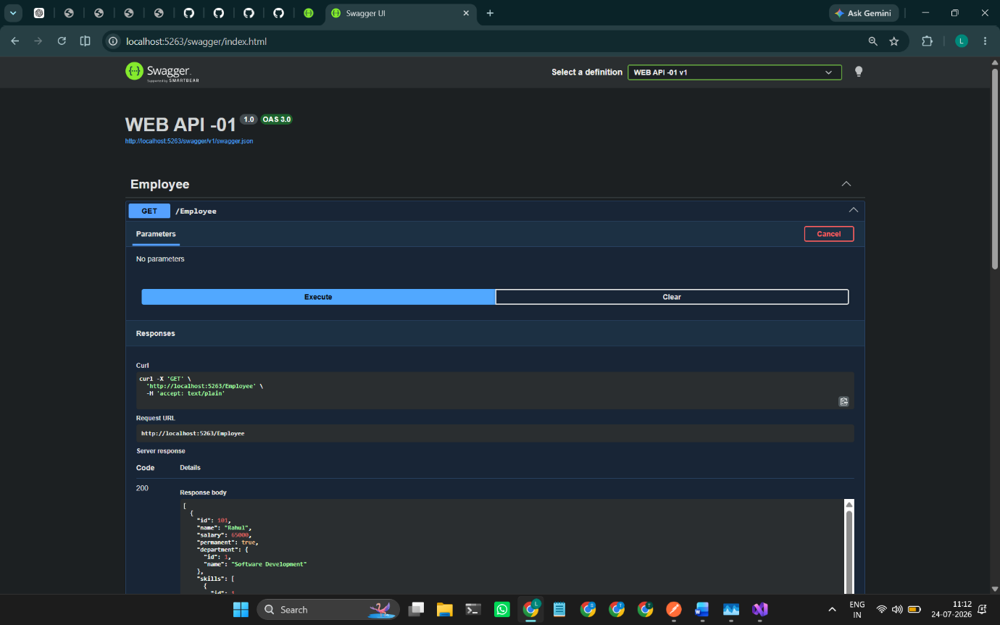 Swagger UI
Ask Gemini
localhost:5263/swagger/index.html
L
Swagger.
Supported by SMARTBEAR
Select a definition
WEB API -01 v1
WEB API -01
1.0
OAS 3.0
http://localhost:5263/swagger/v1/swagger.json
Employee
GET
/Employee
Parameters
Cancel
No parameters
Execute
Clear
Responses
Curl
curl -X 'GET' \
'http://localhost:5263/Employee' \
-H 'accept: text/plain'
Request URL
http://localhost:5263/Employee
Server response
Code
Details
200
Response body
[
{
"id": 101,
"name": "Rahul",
"salary": 65000,
"permanent": true,
"department": {
"id": 1,
"name": "Software Development"
},
"skills": [
{
"id": 1
Search
ENG
IN
11:12
24-07-2026